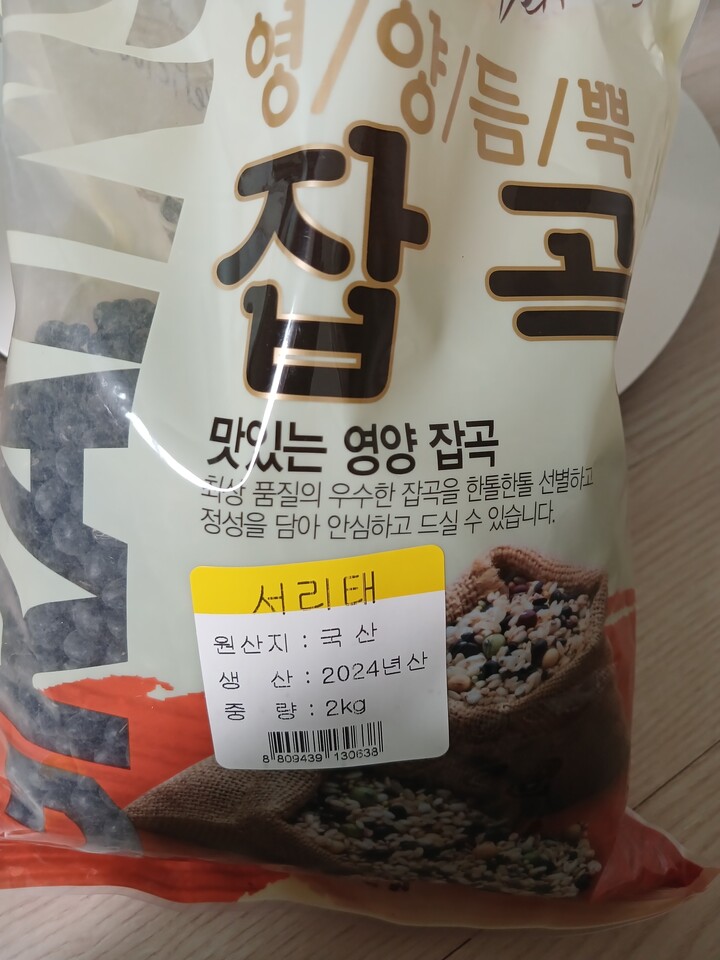 영/양/듬/뿍
잡곡
맛있는 영양 잡곡
최상 품질의 우수한 잡곡을 한톨한톨 선별하고
정성을 담아 안심하고 드실 수 있습니다.
서리태
원산지 : 국산
생 산 : 2024년산
중 량 : 2kg
8 809439 130638